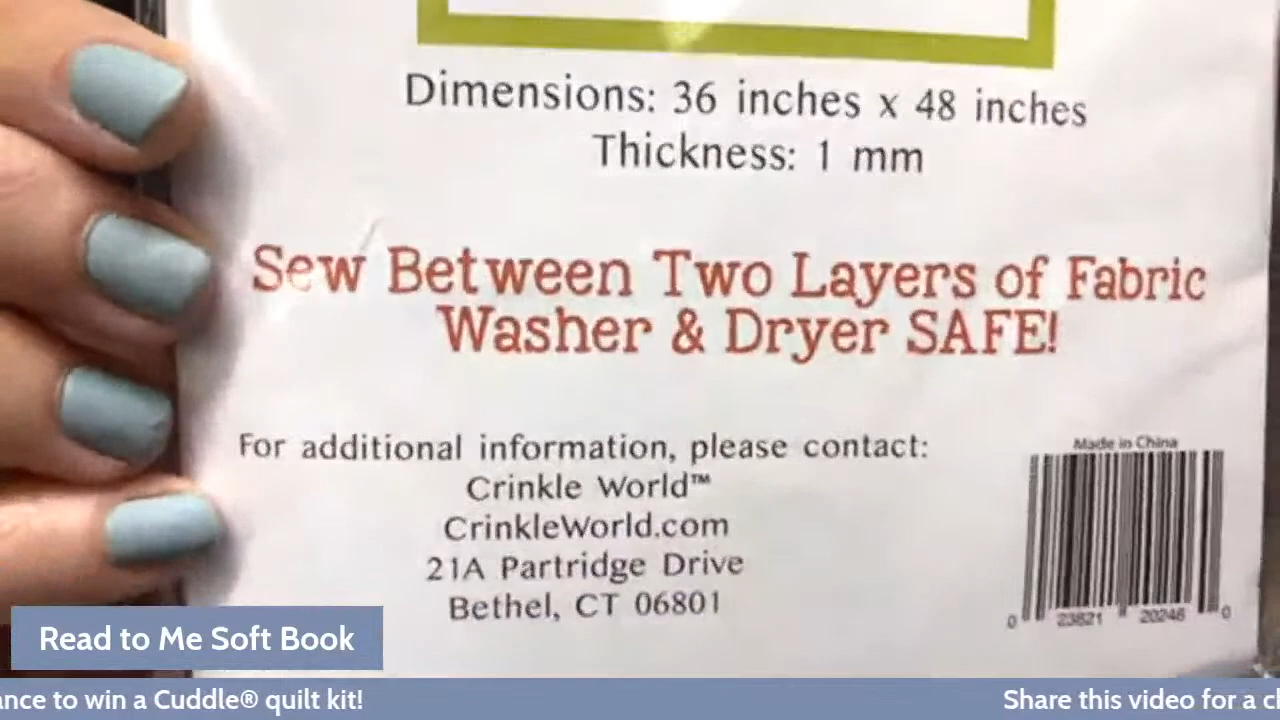 Dimensions: 36 inches x 48 inches
Thickness: 1 mm
Sew Between Two Layers of Fabric
Washer & Dryer SAFE!
For additional information, please contact:
Crinkle World™
CrinkleWorld.com
21A Partridge Drive
Bethel, CT 06801
Made in China
0 23821 20246 0
Read to Me Soft Book
ance to win a Cuddle® quilt kit!
Share this video for a ch